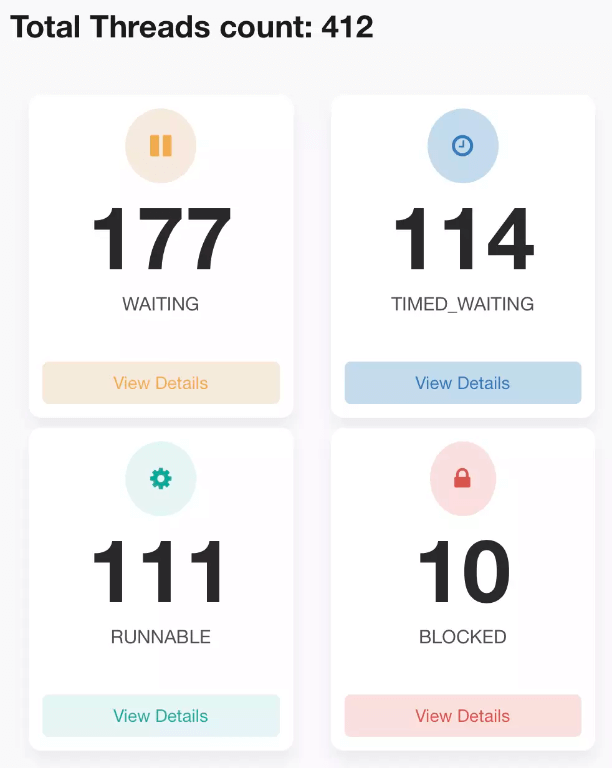 Total Threads count: 412
177
114
WAITING
TIMED_WAITING
View Details
View Details
111
10
RUNNABLE
BLOCKED
View Details
View Details